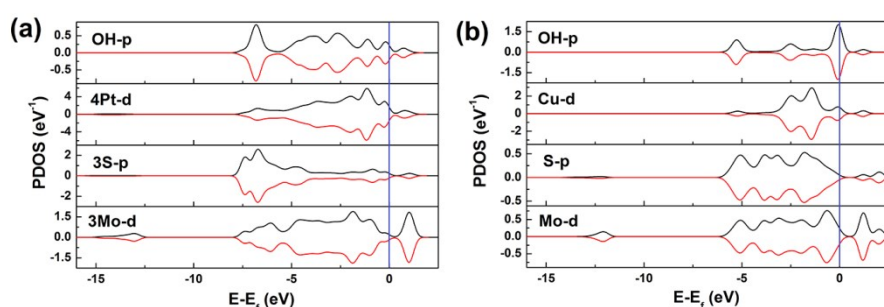 (a)
PDOS (eV⁻¹)
OH-p
0.5
0.0
-0.5
4Pt-d
4
0
-4
3S-p
2
0
-2
3Mo-d
1.5
0.0
-1.5
-15 -10 -5 0
E-E_f (eV)
(b)
PDOS (eV⁻¹)
OH-p
1.5
0.0
-1.5
Cu-d
2
0
-2
S-p
0.5
0.0
-0.5
Mo-d
0.5
0.0
-0.5
-15 -10 -5 0
E-E_f (eV)